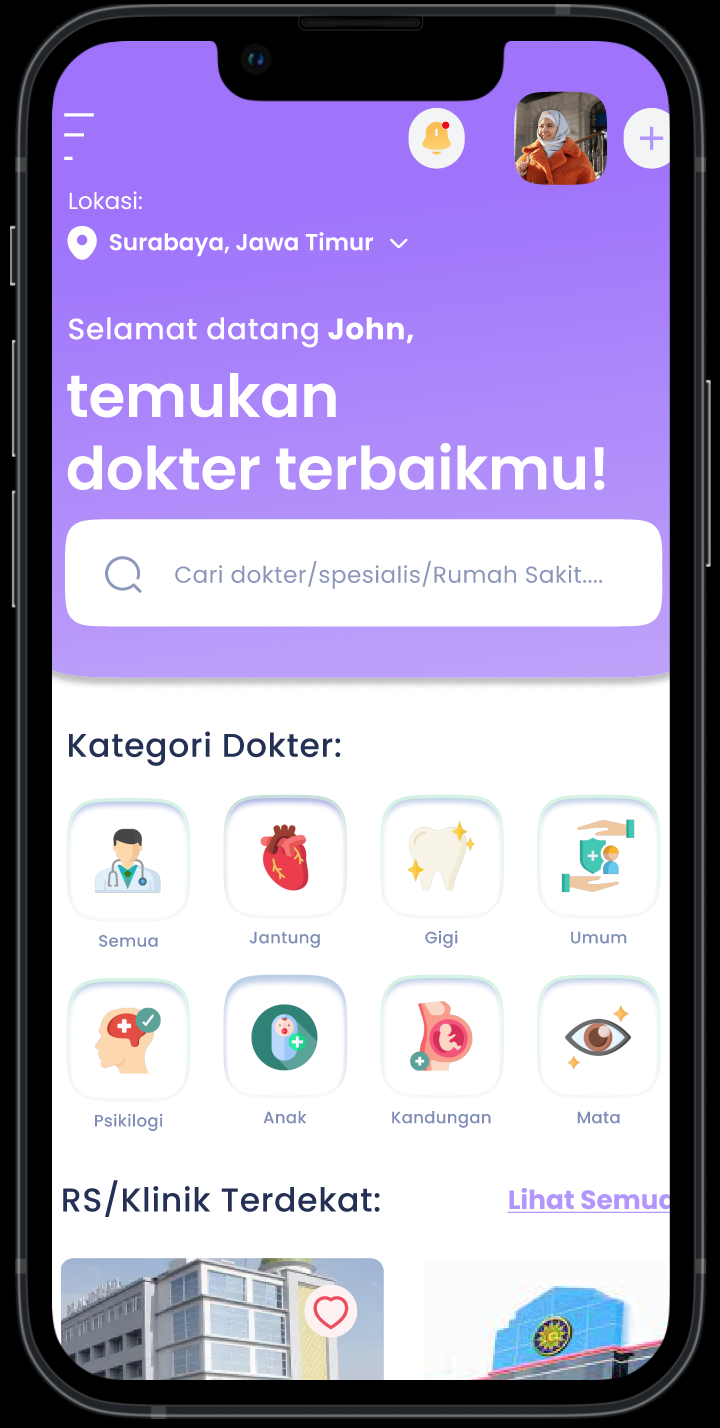 Lokasi:
Surabaya, Jawa Timur
Selamat datang John,
temukan
dokter terbaikmu!
Cari dokter/spesialis/Rumah Sakit....
Kategori Dokter:
Semua
Jantung
Gigi
Umum
Psikilogi
Anak
Kandungan
Mata
RS/Klinik Terdekat:
Lihat Semua